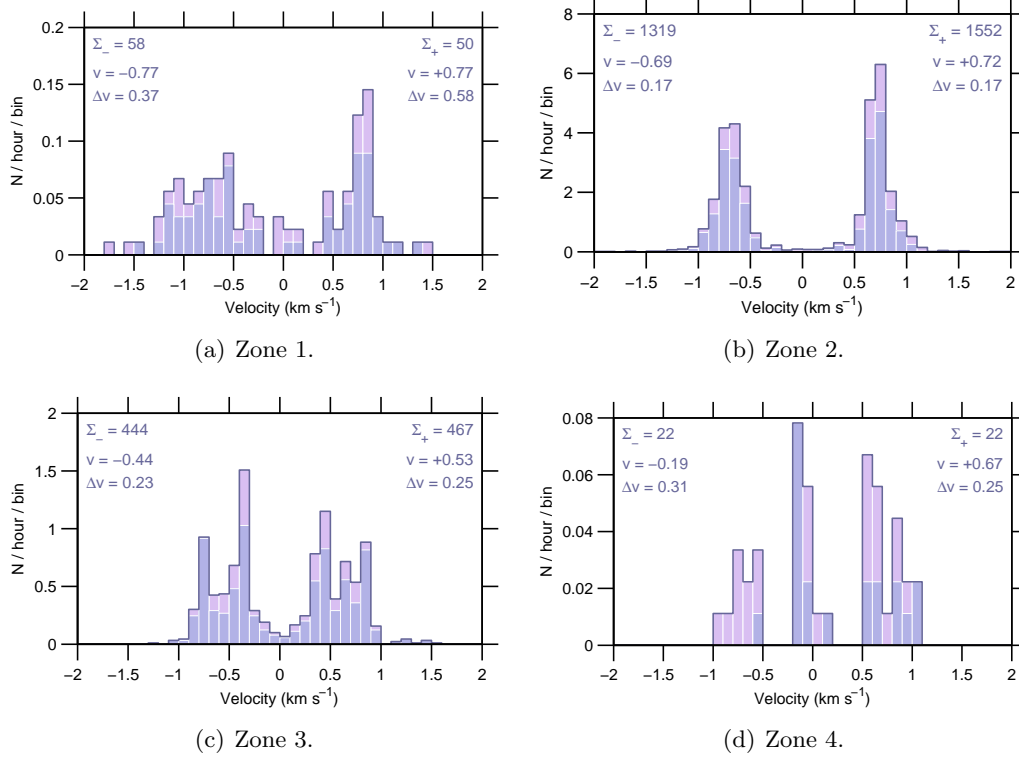 0.2
0.15
0.1
0.05
0
N / hour / bin
Σ₋ = 58
v = −0.77
Δv = 0.37
Σ₊ = 50
v = +0.77
Δv = 0.58
−2 −1.5 −1 −0.5 0 0.5 1 1.5 2
Velocity (km s⁻¹)
(a) Zone 1.
8
6
4
2
0
N / hour / bin
Σ₋ = 1319
v = −0.69
Δv = 0.17
Σ₊ = 1552
v = +0.72
Δv = 0.17
−2 −1.5 −1 −0.5 0 0.5 1 1.5 2
Velocity (km s⁻¹)
(b) Zone 2.
2
1.5
1
0.5
0
N / hour / bin
Σ₋ = 444
v = −0.44
Δv = 0.23
Σ₊ = 467
v = +0.53
Δv = 0.25
−2 −1.5 −1 −0.5 0 0.5 1 1.5 2
Velocity (km s⁻¹)
(c) Zone 3.
0.08
0.06
0.04
0.02
0
N / hour / bin
Σ₋ = 22
v = −0.19
Δv = 0.31
Σ₊ = 22
v = +0.67
Δv = 0.25
−2 −1.5 −1 −0.5 0 0.5 1 1.5 2
Velocity (km s⁻¹)
(d) Zone 4.